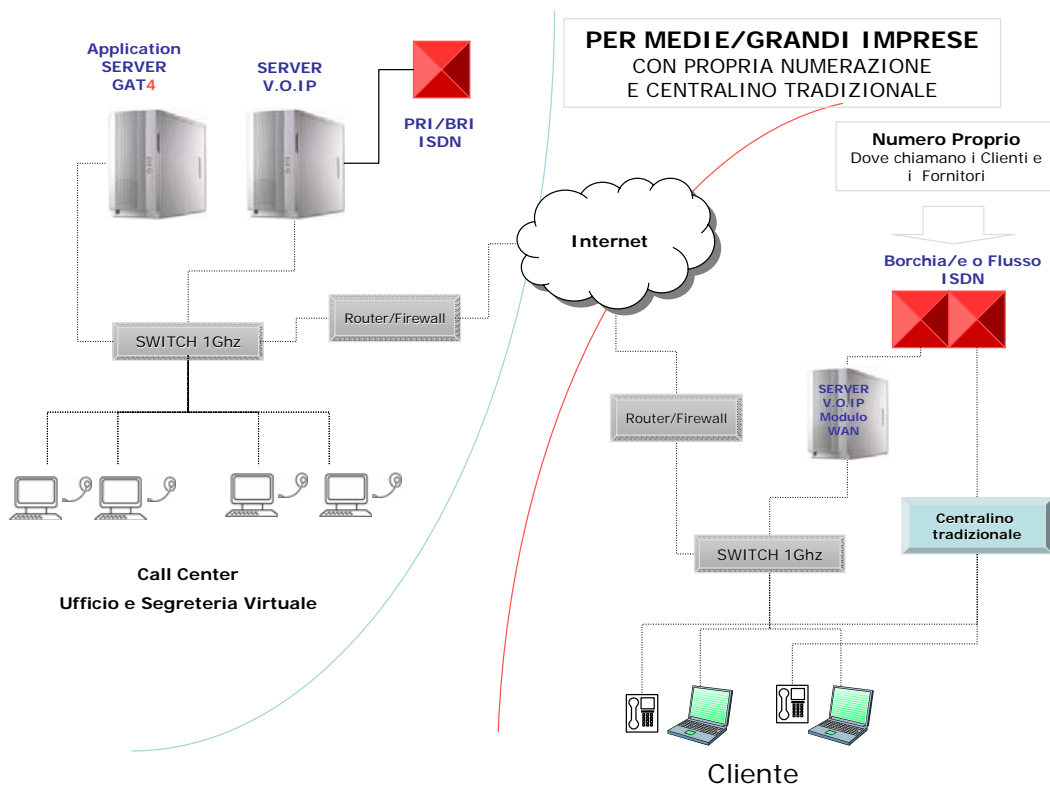 Application
SERVER
GAT4
SERVER
V.O.IP
PRI/BRI
ISDN
PER MEDIE/GRANDI IMPRESE
CON PROPRIA NUMERAZIONE
E CENTRALINO TRADIZIONALE
Numero Proprio
Dove chiamano i Clienti e
i Fornitori
Internet
Borchia/e o Flusso
ISDN
Router/Firewall
SWITCH 1Ghz
SERVER
V.O.IP
Modulo
WAN
Router/Firewall
Centralino
tradizionale
SWITCH 1Ghz
Call Center
Ufficio e Segreteria Virtuale
Cliente